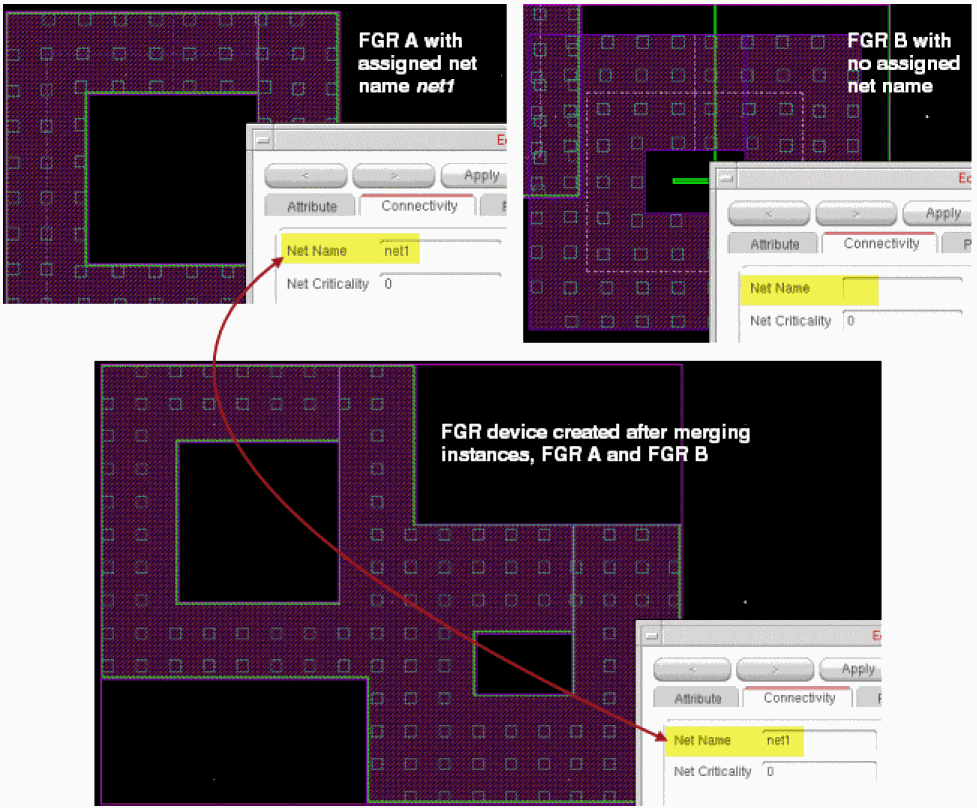 FGR A with
assigned net
name net1
E
< > Apply
Attribute Connectivity
Net Name net1
Net Criticality 0
FGR B with
no assigned
net name
Ec
< > Apply
Attribute Connectivity P
Net Name
Net Criticality 0
FGR device created after merging
instances, FGR A and FGR B
E
< > Apply
Attribute Connectivity
Net Name net1
Net Criticality 0